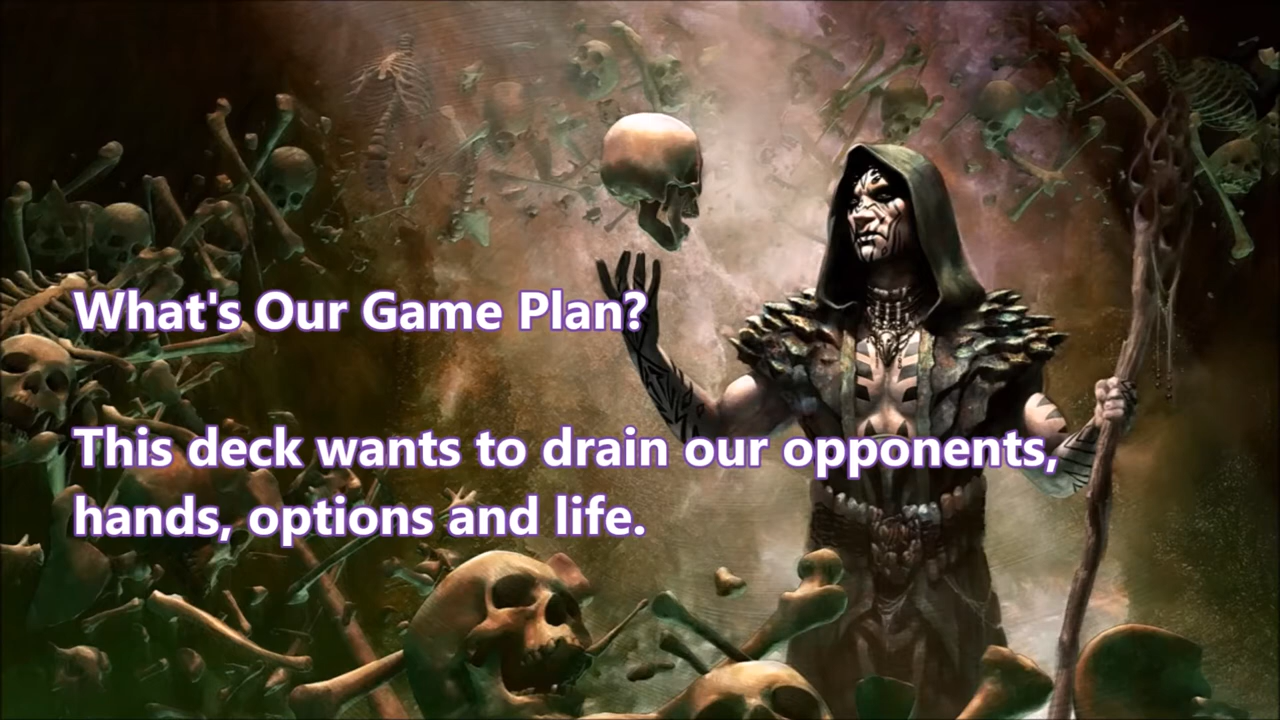 What's Our Game Plan?
This deck wants to drain our opponents,
hands, options and life.